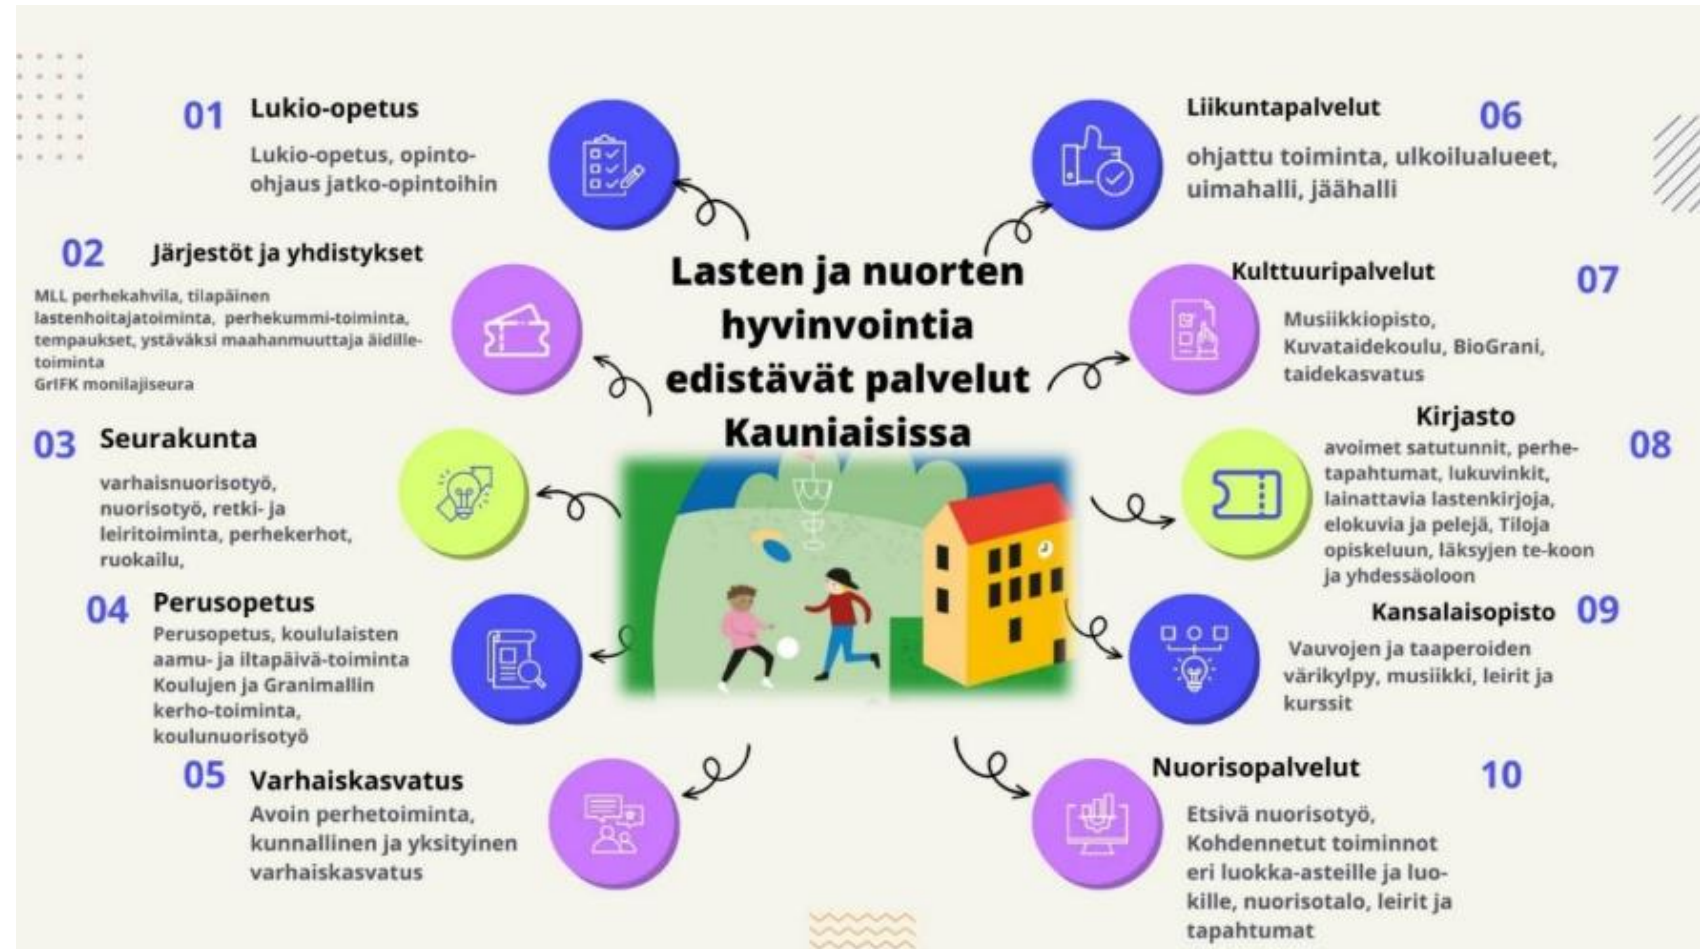 Lasten ja nuorten
hyvinvointia
edistävät palvelut
Kauniaisissa
01
Lukio-opetus
Lukio-opetus, opinto-
ohjaus jatko-opintoihin
02
Järjestöt ja yhdistykset
MLL perhekahvila, tilapäinen
lastenhoitajatoiminta, perhekummi-toiminta,
tempaukset, ystäväksi maahanmuuttaja äidille-
toiminta
GrIFK monilajiseura
03
Seurakunta
varhaisnuorisotyö,
nuorisotyö, retki- ja
leiritoiminta, perhekerhot,
ruokailu,
04
Perusopetus
Perusopetus, koululaisten
aamu- ja iltapäivä-toiminta
Koulujen ja Granimallin
kerho-toiminta,
koulunuorisotyö
05
Varhaiskasvatus
Avoin perhetoiminta,
kunnallinen ja yksityinen
varhaiskasvatus
Liikuntapalvelut
06
ohjattu toiminta, ulkoilualueet,
uimahalli, jäähalli
Kulttuuripalvelut
07
Musiikkiopisto,
Kuvataidekoulu, BioGrani,
taidekasvatus
Kirjasto
08
avoimet satutunnit, perhe-
tapahtumat, lukuvinkit,
lainattavia lastenkirjoja,
elokuvia ja pelejä, Tiloja
opiskeluun, läksyjen te-koon
ja yhdessäoloon
Kansalaisopisto
09
Vauvojen ja taaperoiden
värikylpy, musiikki, leirit ja
kurssit
Nuorisopalvelut
10
Etsivä nuorisotyö,
Kohdennetut toiminnot
eri luokka-asteille ja luo-
kille, nuorisotalo, leirit ja
tapahtumat